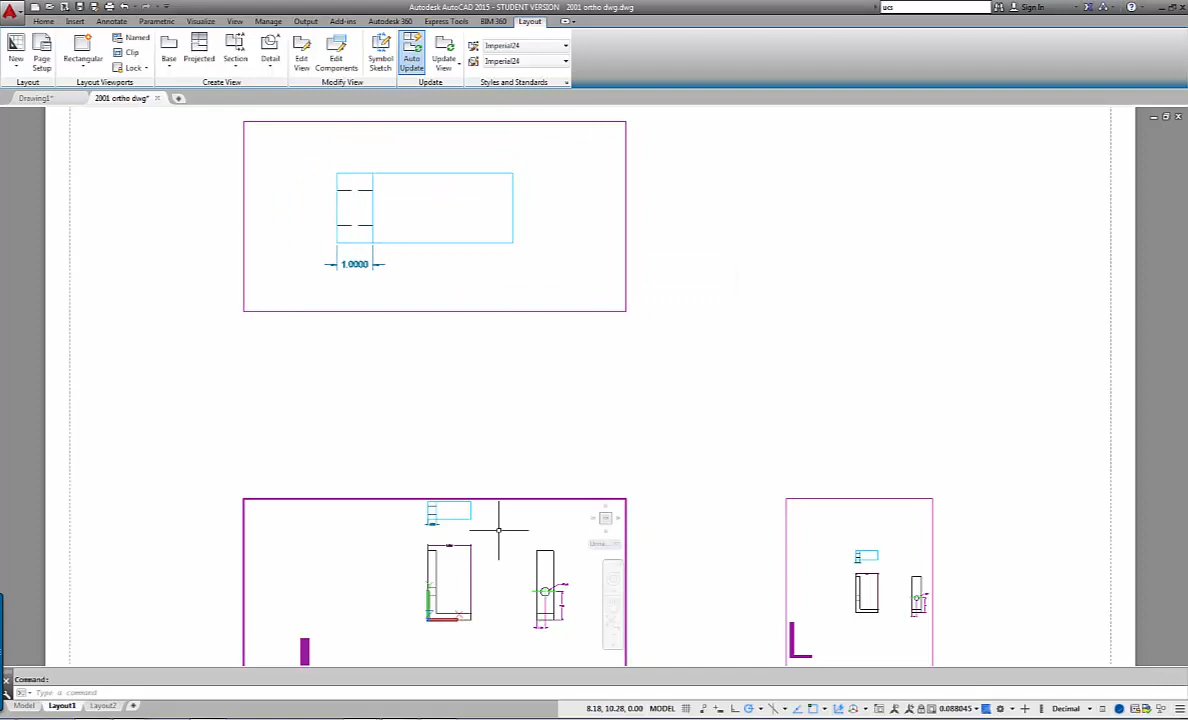 Autodesk AutoCAD 2015 - STUDENT VERSION 2001 ortho dwg.dwg
ucs
Sign In
Home Insert Annotate Parametric Visualize View Manage Output Add-ins Autodesk 360 Express Tools BIM 360 Layout
New
Page Setup
Rectangular
Named
Clip
Lock
Base
Projected
Section
Detail
Edit View
Edit Components
Symbol Sketch
Auto Update
Update View
Imperial24
Imperial24
Layout
Layout Viewports
Create View
Modify View
Update
Styles and Standards
Drawing1*
2001 ortho dwg*
1.0000
Unne...
Command:
Type a command
Model Layout1 Layout2
8.18, 10.28, 0.00 MODEL
0.088045
Decimal